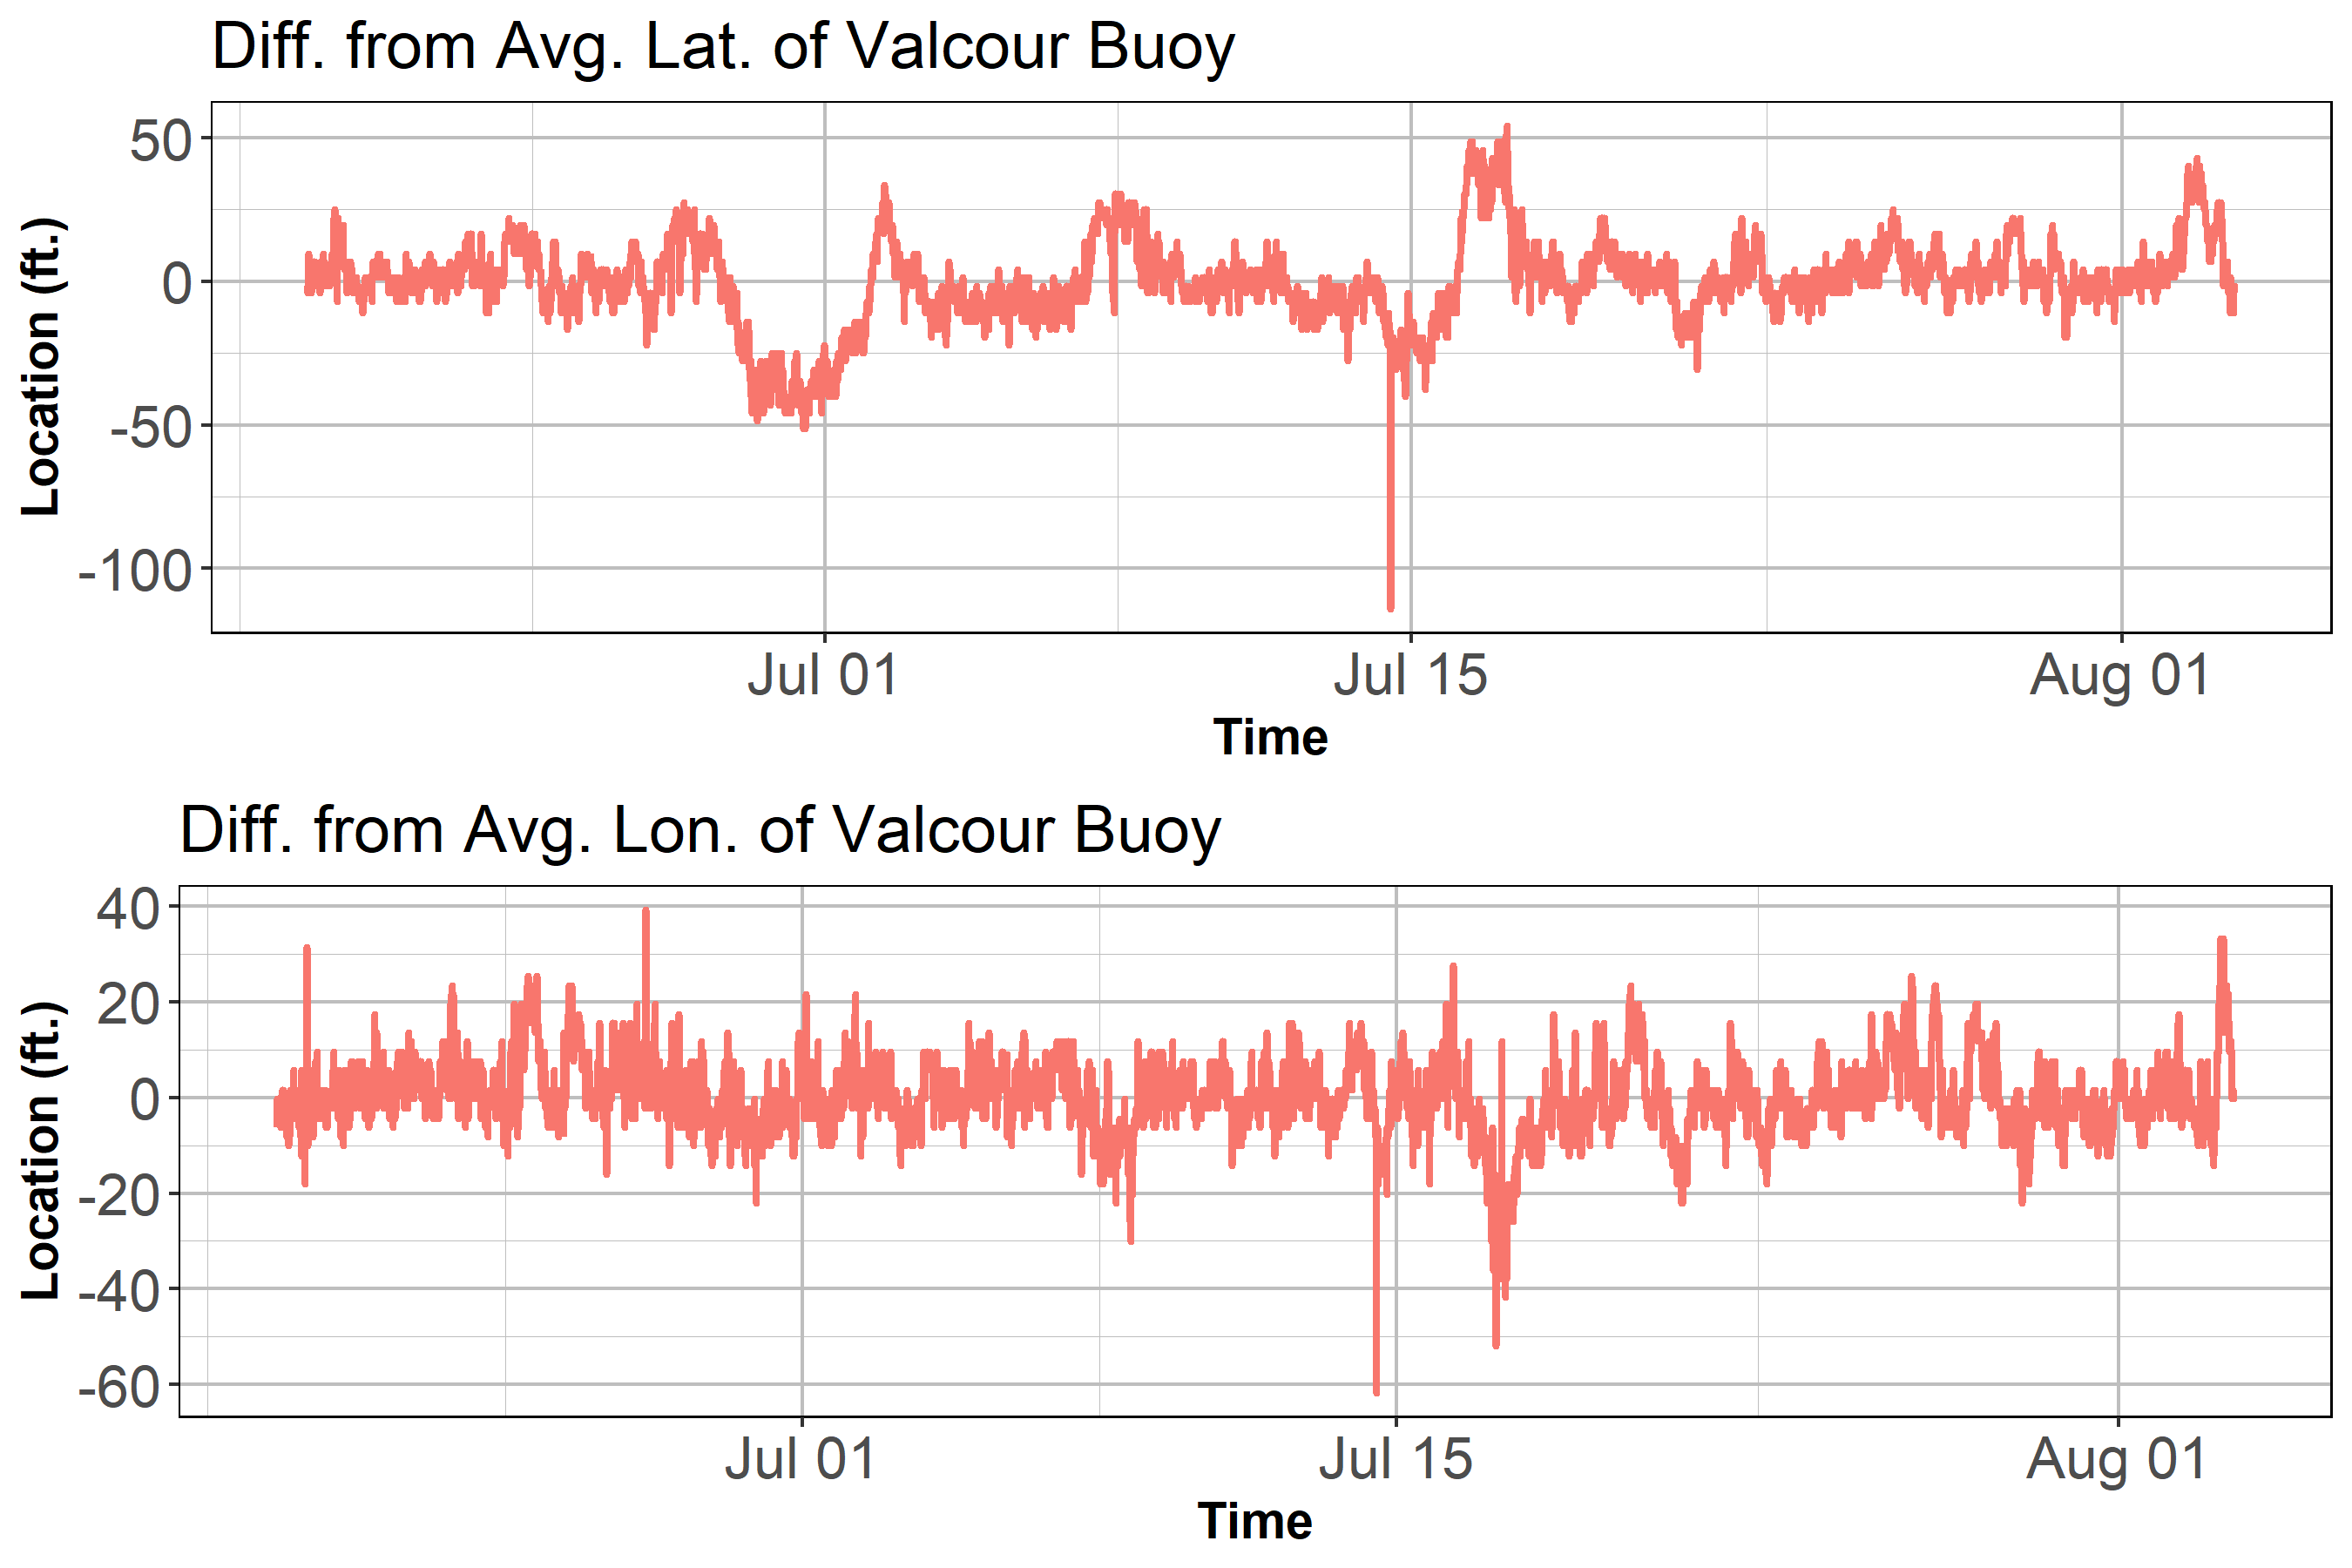 Diff. from Avg. Lat. of Valcour Buoy
Location (ft.)
50
0
-50
-100
Jul 01
Jul 15
Aug 01
Time
Diff. from Avg. Lon. of Valcour Buoy
Location (ft.)
40
20
0
-20
-40
-60
Jul 01
Jul 15
Aug 01
Time